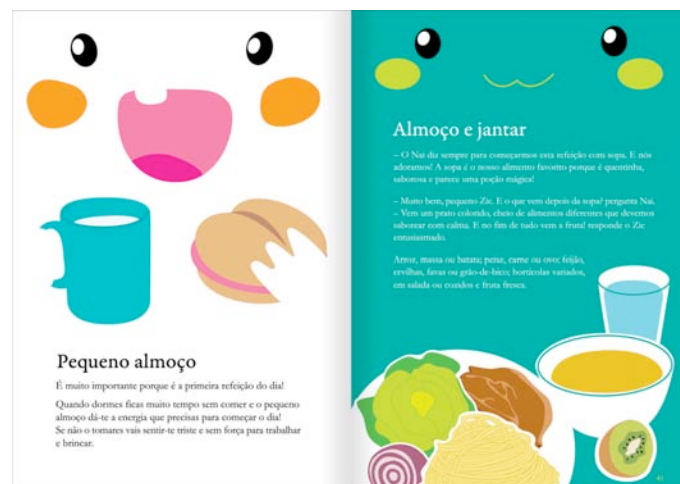 Pequeno almoço
É muito importante porque é a primeira refeição do dia!
Quando dormes ficas muito tempo sem comer e o pequeno
almoço dá-te a energia que precisas para começar o dia!
Se não o tomares vais sentir-te triste e sem força para trabalhar
e brincar.
Almoço e jantar
– O Nai diz sempre para começarmos esta refeição com sopa. E nós
adoramos! A sopa é o nosso alimento favorito porque é quentinha,
saborosa e parece uma poção mágica!
– Muito bem, pequeno Zie. E o que vem depois da sopa? pergunta Nai.
– Vem um prato colorido, cheio de alimentos diferentes que devemos
saborear com calma. E no fim de tudo vem a fruta! responde o Zie
entusiasmado.
Arroz, massa ou batata; peixe, carne ou ovo; feijão,
ervilhas, favas ou grão-de-bico; hortícolas variados,
em salada ou cozidos e fruta fresca.